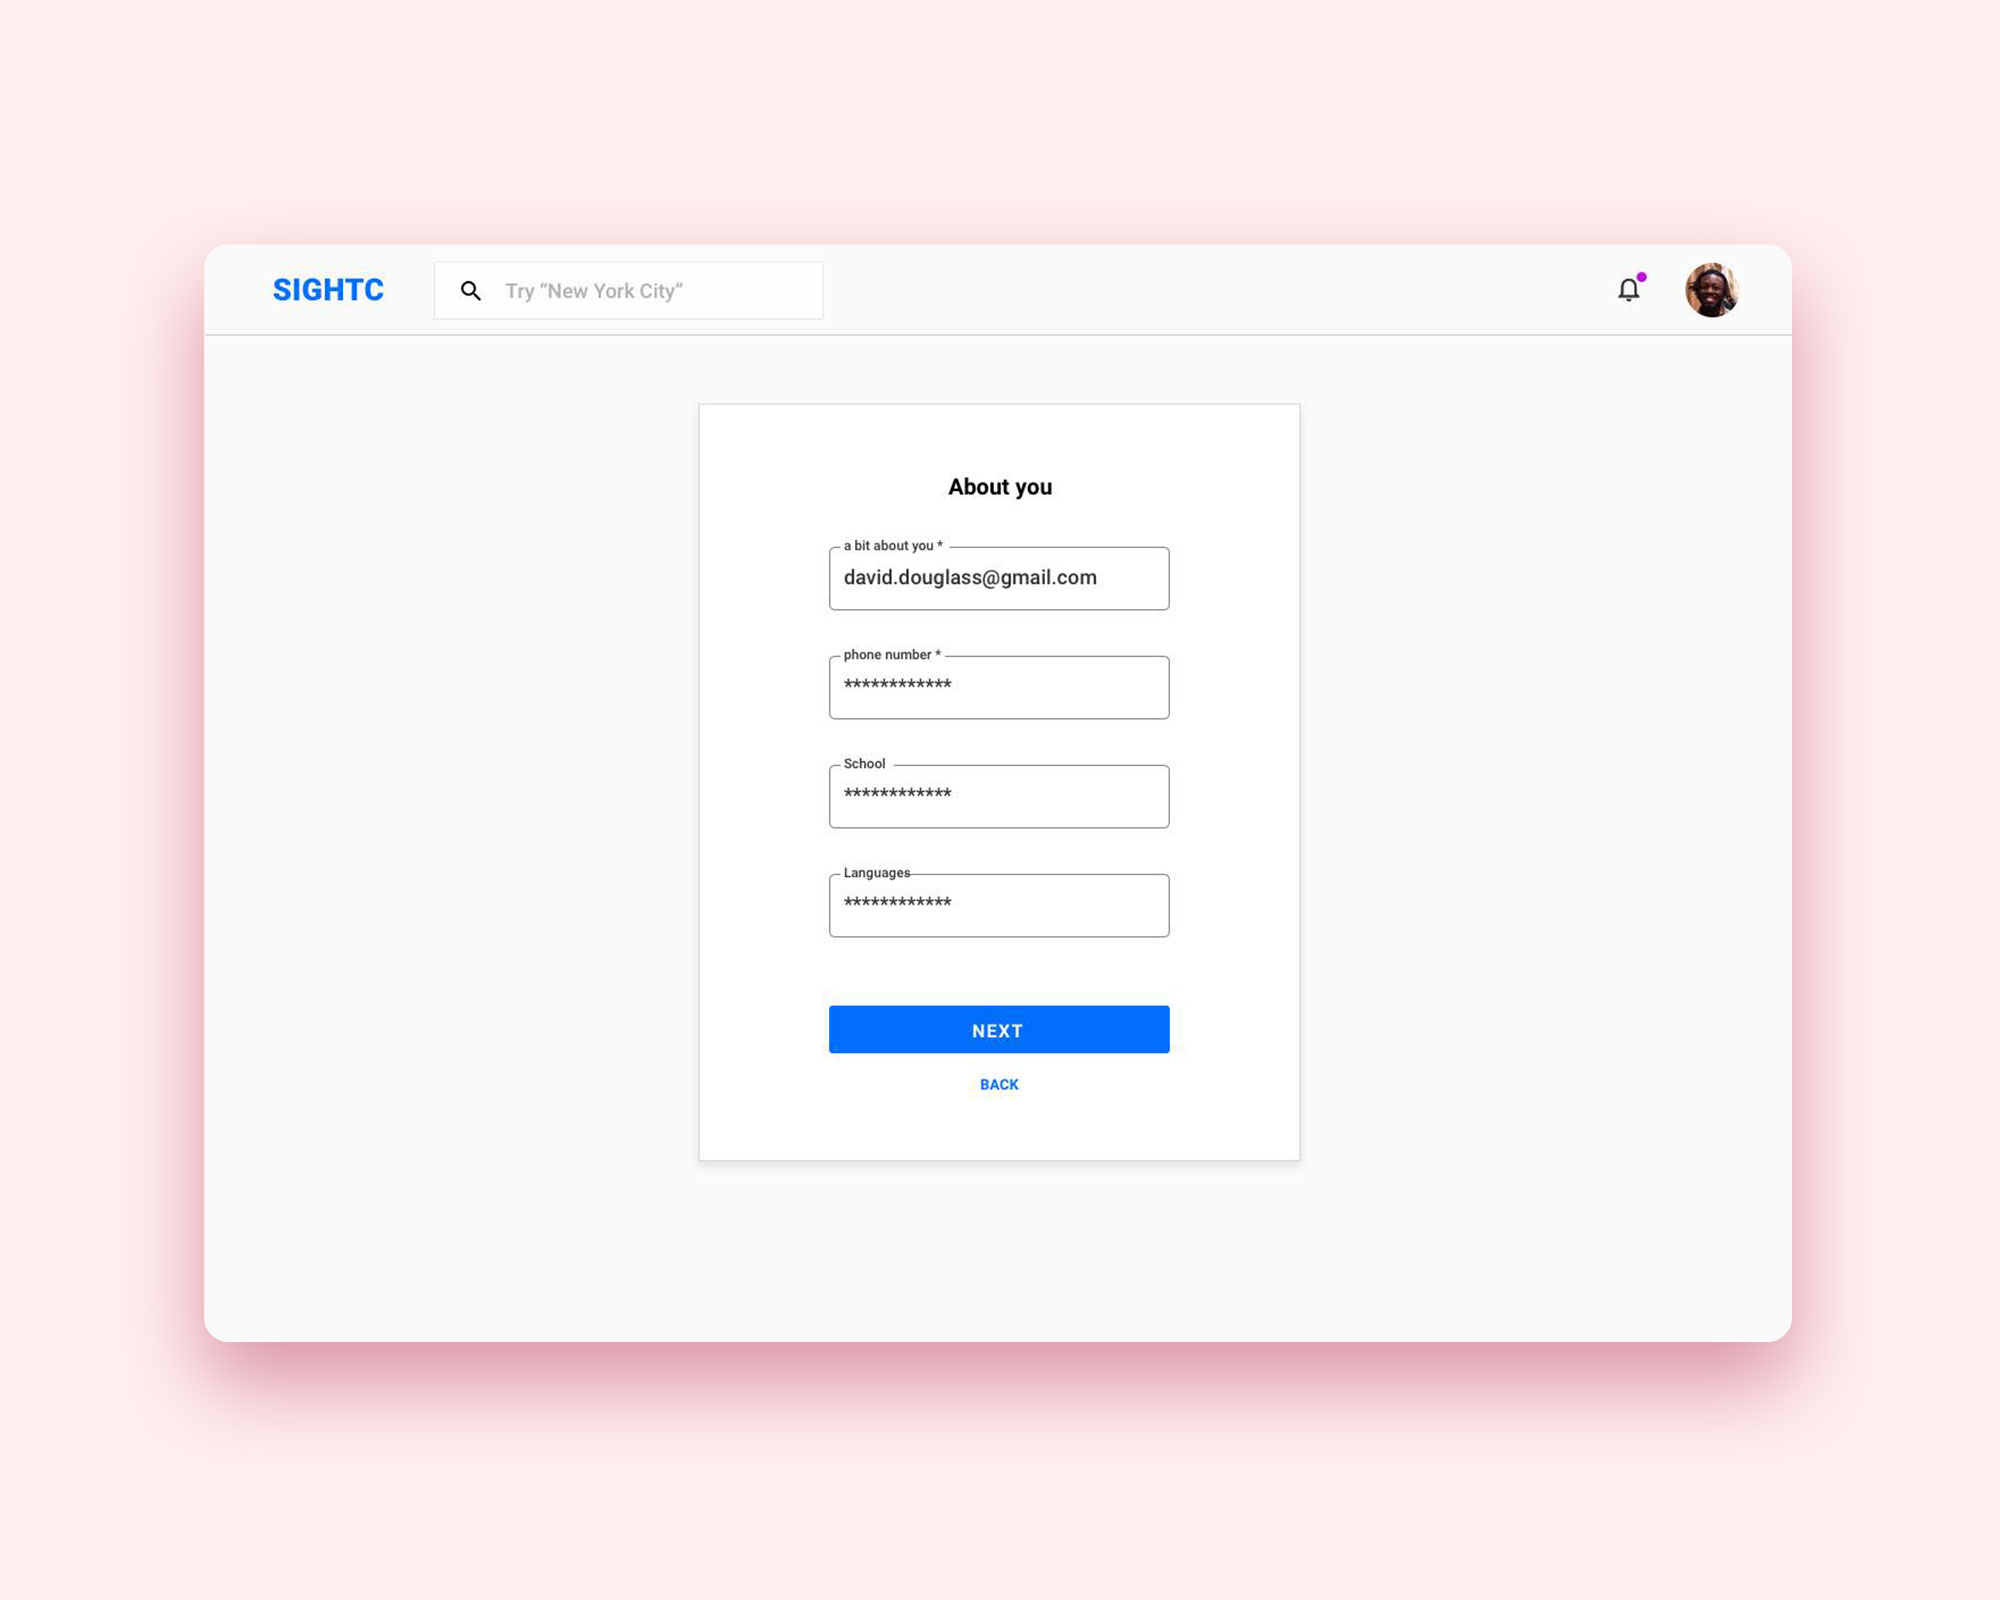 SIGHTC
Try “New York City”
About you
a bit about you *
david.douglass@gmail.com
phone number *
************
School
************
Languages
************
NEXT
BACK